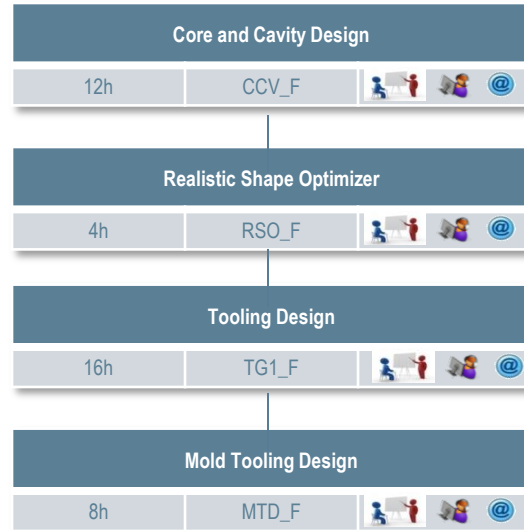 Core and Cavity Design
12h CCV_F @
Realistic Shape Optimizer
4h RSO_F @
Tooling Design
16h TG1_F @
Mold Tooling Design
8h MTD_F @